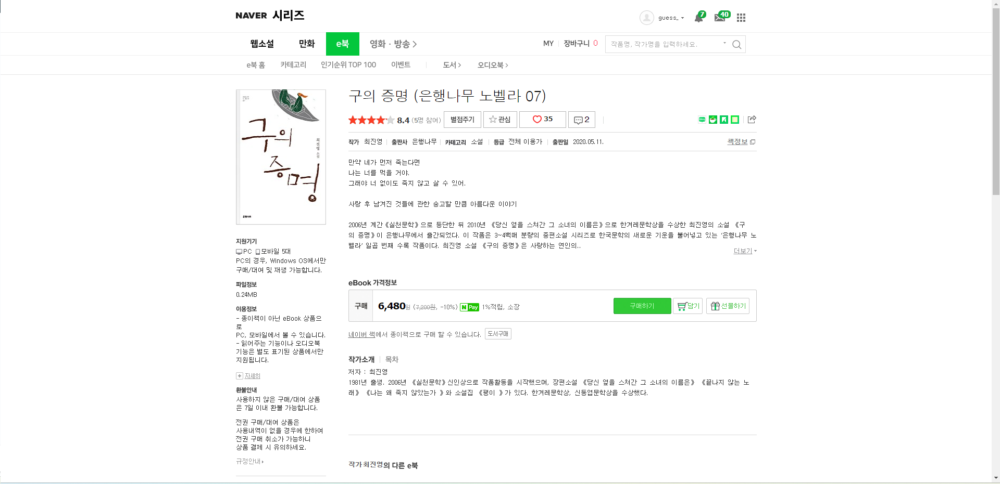 NAVER 시리즈
guess..
7
40
웹소설
만화
e북
영화 · 방송
MY
장바구니 0
작품명, 작가명을 입력하세요.
e북 홈
카테고리
인기순위 TOP 100
이벤트
도서
오디오북
구의 증명
최진영 소설
은행나무
구의 증명 (은행나무 노벨라 07)
8.4 (5명 참여)
별점주기
관심
35
2
blog
작가 최진영
출판사 은행나무
카테고리 소설
등급 전체 이용가
출판일 2020.05.11.
책정보
만약 네가 먼저 죽는다면
나는 너를 먹을 거야.
그래야 너 없이도 죽지 않고 살 수 있어.
사랑 후 남겨진 것들에 관한 숭고할 만큼 아름다운 이야기
2006년 계간《실천문학》으로 등단한 뒤 2010년 《당신 옆을 스쳐간 그 소녀의 이름은》으로 한겨레문학상을 수상한 최진영의 소설 《구
의 증명》이 은행나무에서 출간되었다. 이 작품은 3~4백매 분량의 중편소설 시리즈로 한국문학의 새로운 기운을 불어넣고 있는 ‘은행나무 노
벨라’ 일곱 번째 수록 작품이다. 최진영 소설 《구의 증명》은 사랑하는 연인의..
더보기
지원기기
PC 모바일 5대
PC의 경우, Windows OS에서만
구매/대여 및 재생 가능합니다.
파일정보
0.24MB
이용정보
- 종이책이 아닌 eBook 상품으
로
PC, 모바일에서 볼 수 있습니다.
- 읽어주는 기능이나 오디오북
기능은 별도 표기된 상품에서만
지원됩니다.
자세히
환불안내
사용하지 않은 구매/대여 상품
은 7일 이내 환불 가능합니다.
전권 구매/대여 상품은
사용내역이 없을 경우에 한하여
전권 구매 취소가 가능하니
상품 결제 시 유의하세요.
규정안내
eBook 가격정보
구매
6,480원 (7,200원, -10%) N Pay 1%적립, 소장
구매하기
담기
선물하기
네이버 책에서 종이책으로 구매 할 수 있습니다.
도서구매
작가소개
목차
저자 : 최진영
1981년 출생. 2006년 《실천문학》신인상으로 작품활동을 시작했으며, 장편소설 《당신 옆을 스쳐간 그 소녀의 이름은》 《끝나지 않는 노
래》 《나는 왜 죽지 않았는가 》와 소설집 《팽이 》가 있다. 한겨레문학상, 신동엽문학상을 수상했다.
작가 최진영의 다른 e북